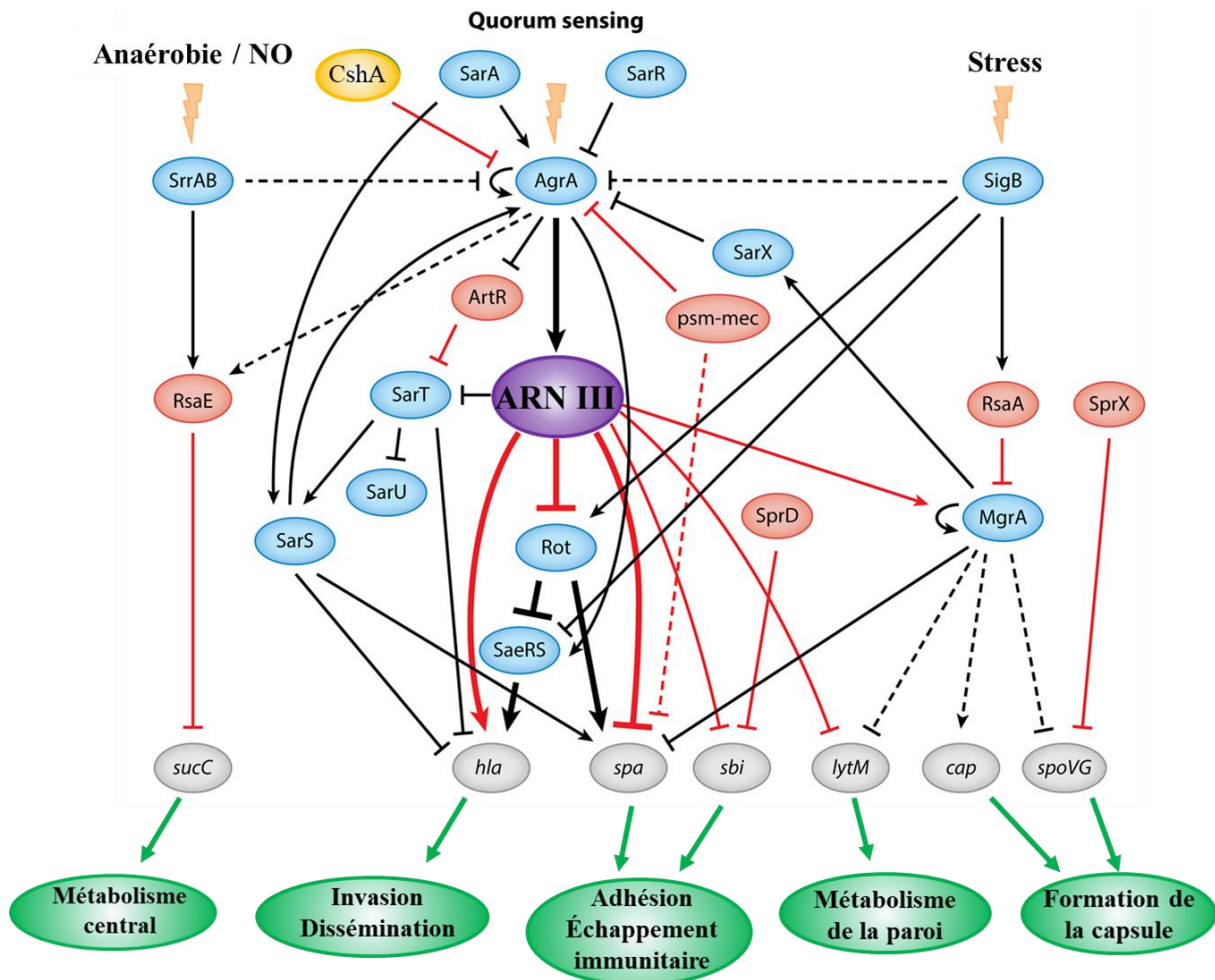 Quorum sensing
Anaérobie / NO
Stress
CshA
SarA
SarR
SrrAB
AgrA
SigB
SarX
ArtR
psm-mec
RsaE
SarT
ARN III
RsaA
SprX
SarU
SprD
MgrA
SarS
Rot
SaeRS
sucC
hla
spa
sbi
lytM
cap
spoVG
Métabolisme
central
Invasion
Dissémination
Adhésion
Échappement
immunitaire
Métabolisme
de la paroi
Formation de
la capsule